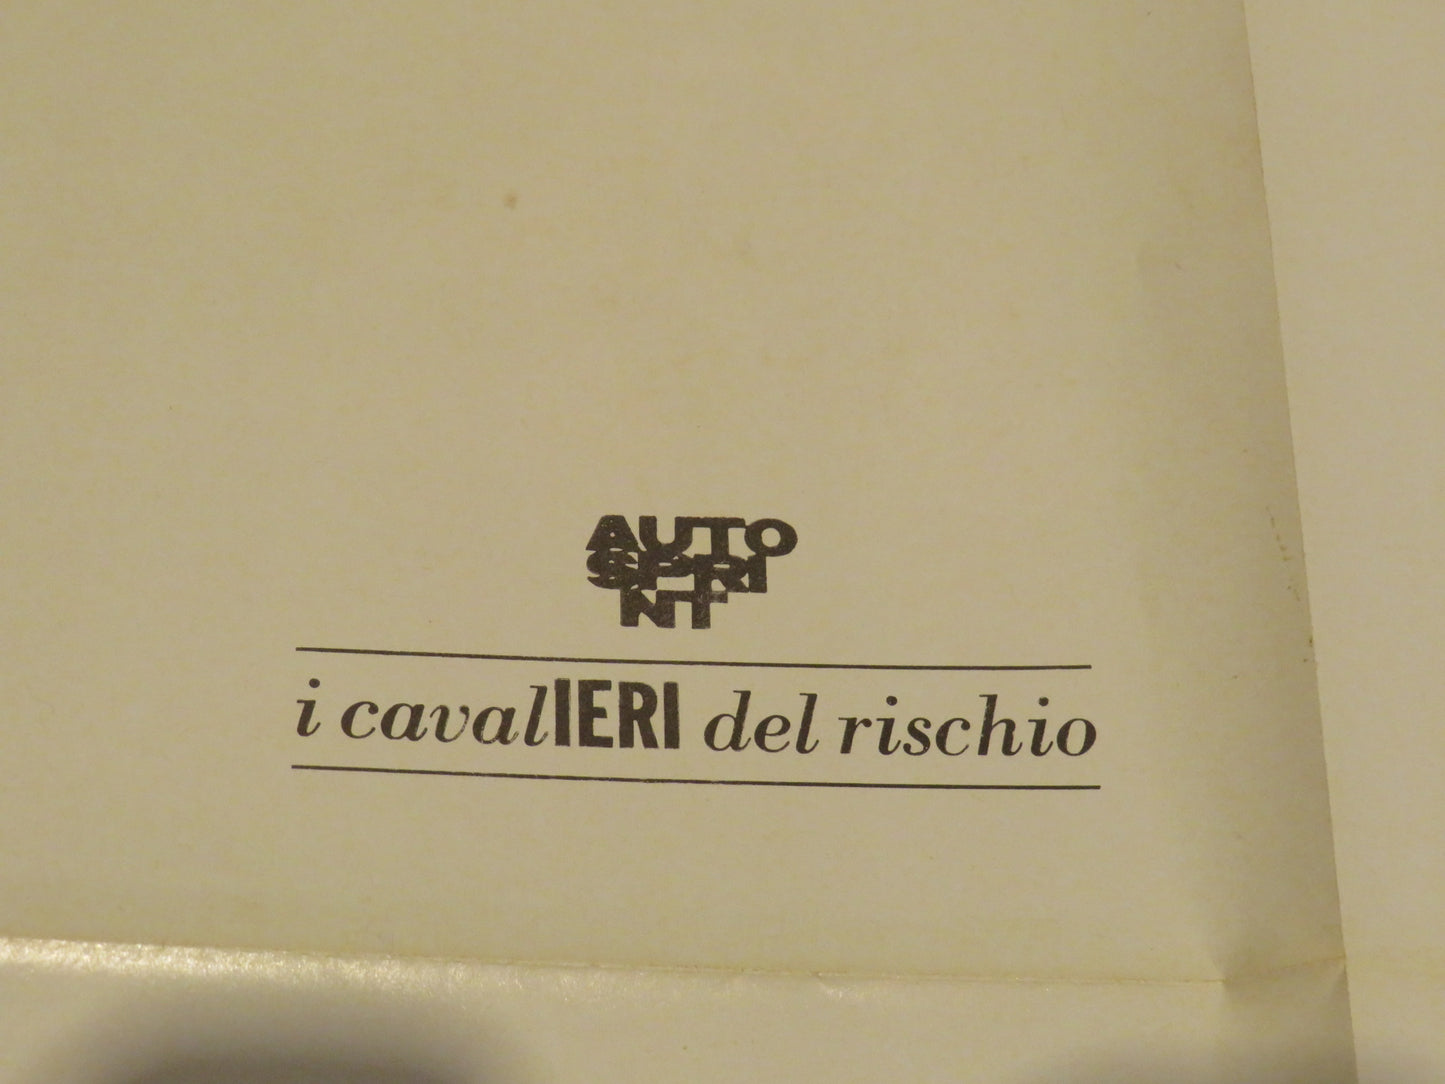 AUTO
SPRI
NT
i cavalIERI del rischio